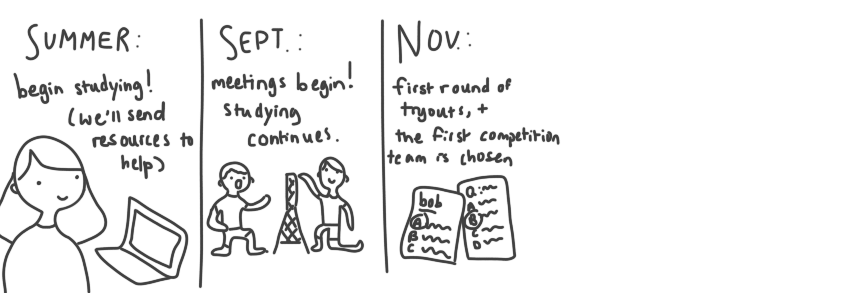 SUMMER:
begin studying!
(we'll send
resources to
help)
SEPT.:
meetings begin!
studying
continues.
NOV.:
first round of
tryouts, +
the first competition
team is chosen
bob
A
B
C
Q:
A
B
C
D